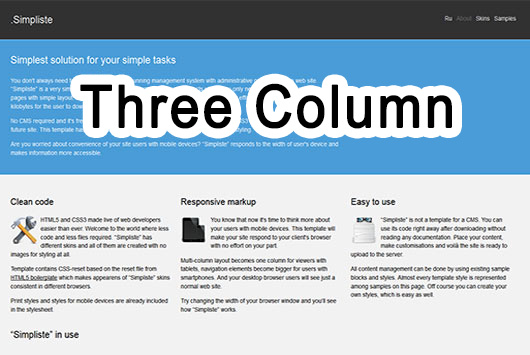 .Simpliste
Ru About Skins Samples
Simplest solution for your simple tasks
You don't always need
running management system with administrative
web site.
"Simpliste" is a very
pages with simple layout
kilobytes for the user to
Three Column
No CMS required and it's
future site. This template has
styling.
Are you worried about convenience of your site users with mobile devices? "Simpliste" responds to the width of user's device and
makes information more accessible.
Clean code
HTML5 and CSS3 made live of web developers
easier than ever. Welcome to the world where less
code and less files required. "Simpliste" has
different skins and all of them are created with no
images for styling at all.
Template contains CSS-reset based on the reset file from
HTML5 boilerplate which makes appearance of "Simpliste" skins
consistent in different browsers.
Print styles and styles for mobile devices are already included
in the stylesheet.
Responsive markup
You know that now it's time to think more about
your users with mobile devices. This template will
make your site respond to your client's browser
with no effort on your part.
Multi-column layout becomes one column for viewers with
tablets, navigation elements become bigger for users with
smartphones. And your desktop browser users will see just a
normal web site.
Try changing the width of your browser window and you'll see
how "Simpliste" works.
Easy to use
"Simpliste" is not a template for a CMS. You can
use its code right away after downloading without
reading any documentation. Place your content,
make customisations and voilà the site is ready to
upload to the server.
All content management can be done by using existing sample
blocks and styles. Almost every template style is represented
among samples on this page. Off course you can create your
own styles, which is easy as well.
"Simpliste" in use